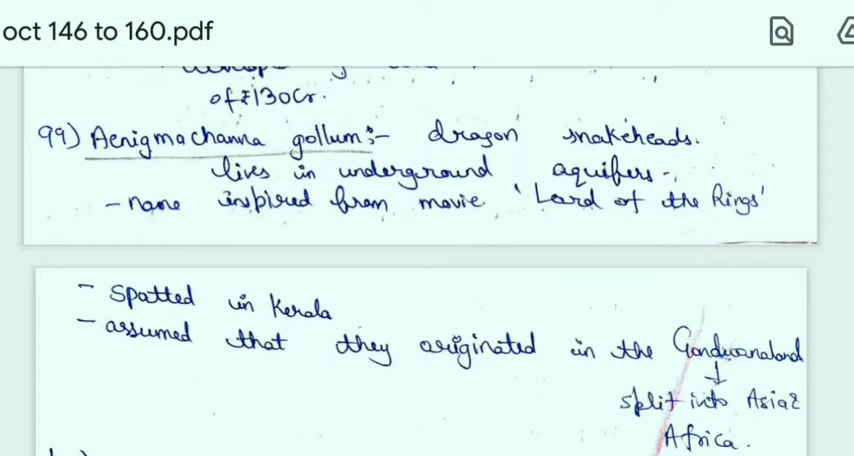 oct 146 to 160.pdf
of ₹130Cr.
99) Aenigmachanna gollum:- dragon snakeheads.
lives in underground aquifers -,
- name inspired from movie 'Lord of the Rings'
- Spotted in Kerala
- assumed that they originated in the Gondwanaland
↓
split into Asia &
Africa.